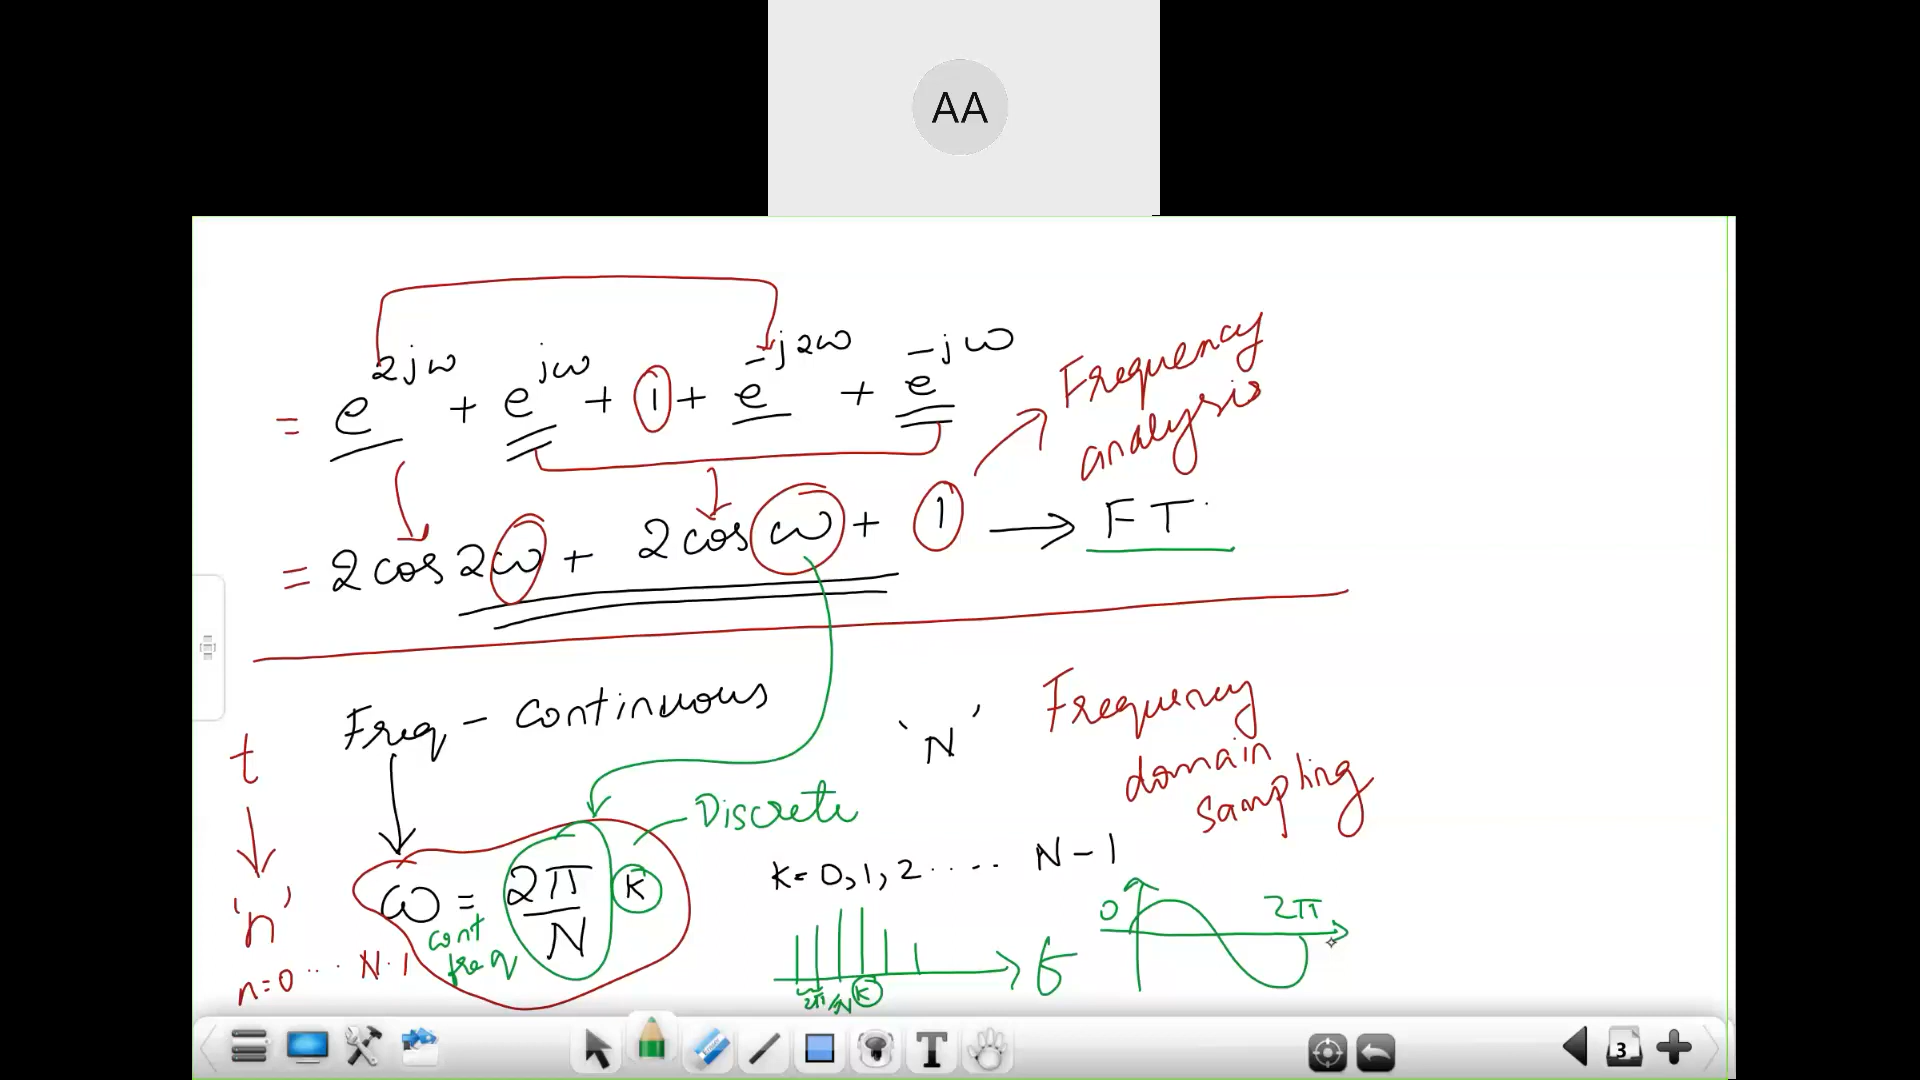 AA
= e^{2jω} + e^{jω} + 1 + e^{-j2ω} + e^{-jω}
Frequency
analysis
= 2 cos 2ω + 2 cos ω + 1 → FT
Freq - continuous
'N'
Frequency
domain
sampling
t
'n'
n=0 ... N-1
Discrete
ω = 2π/N k
cont
freq
k = 0, 1, 2 .... N-1
2π/N
k
0
2π
T
3